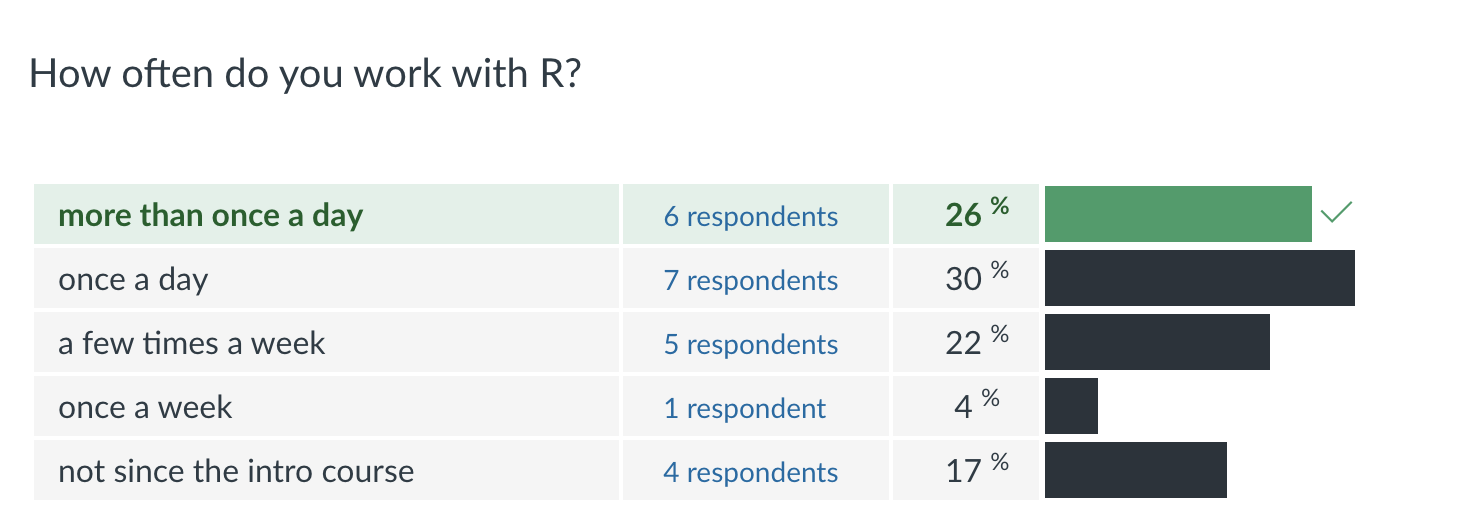 How often do you work with R?
more than once a day 6 respondents 26 %
once a day 7 respondents 30 %
a few times a week 5 respondents 22 %
once a week 1 respondent 4 %
not since the intro course 4 respondents 17 %